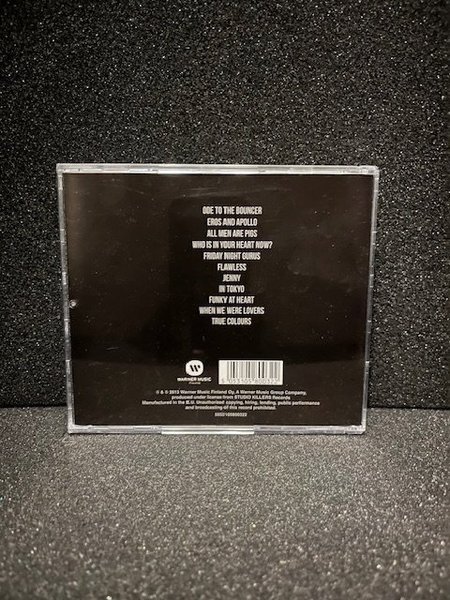 ODE TO THE BOUNCER
EROS AND APOLLO
ALL MEN ARE PIGS
WHO IS IN YOUR HEART NOW?
FRIDAY NIGHT GURUS
FLAWLESS
JENNY
IN TOKYO
FUNKY AT HEART
WHEN WE WERE LOVERS
TRUE COLOURS
WARNER MUSIC
℗ & © 2013 Warner Music Finland Oy, A Warner Music Group Company,
produced under license from STUDIO KILLERS Records
Manufactured in the E.U. Unauthorised copying, hiring, lending, public performance
and broadcasting of this record prohibited.